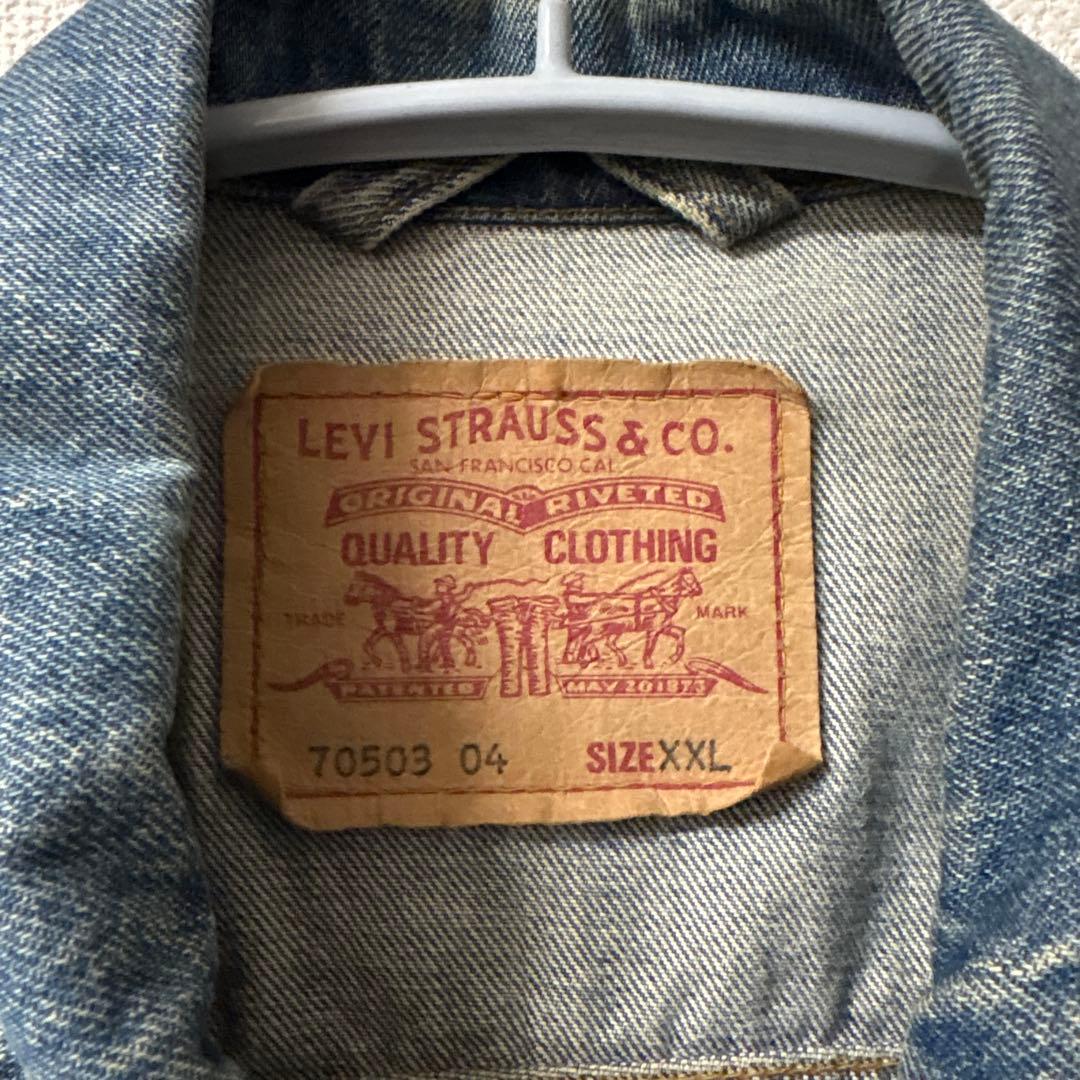 LEVI STRAUSS & CO.
SAN FRANCISCO CAL
ORIGINAL RIVETED
QUALITY CLOTHING
TRADE MARK
PATENTED MAY 20 1873
70503 04 SIZE XXL